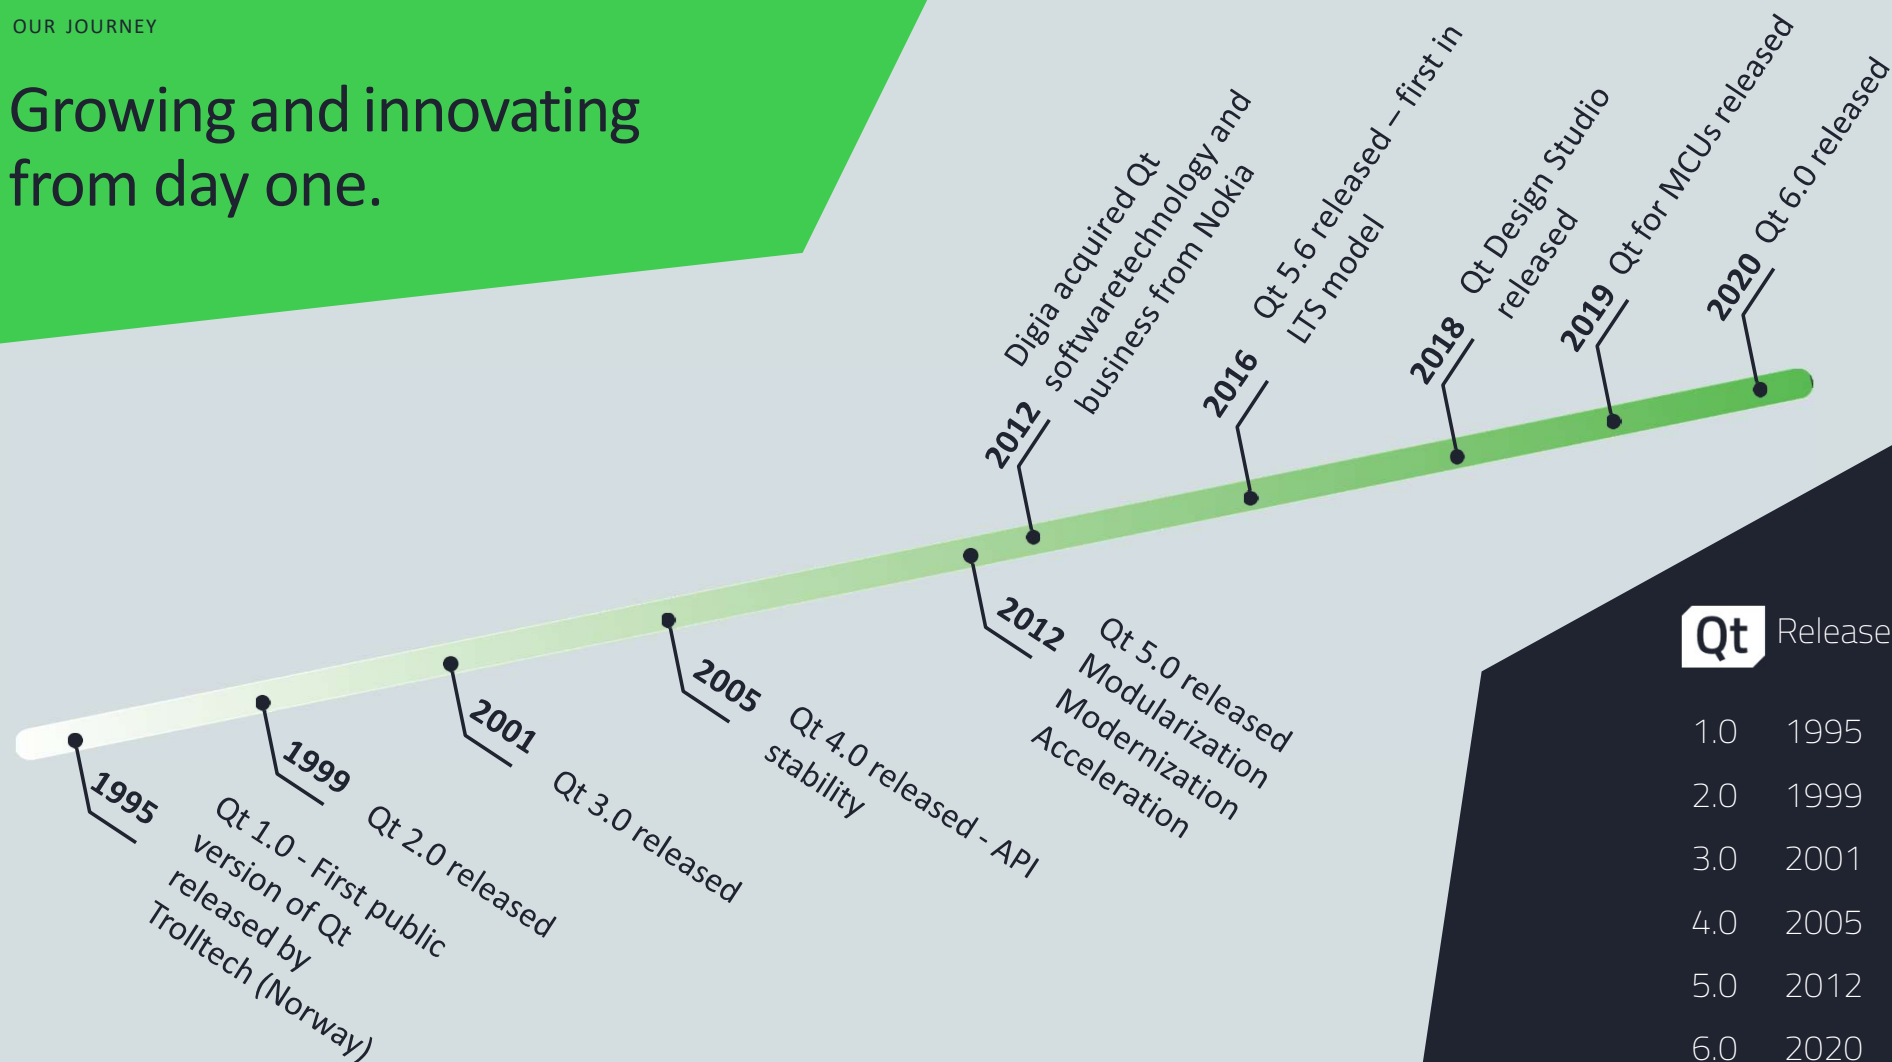 OUR JOURNEY
Growing and innovating
from day one.
1995
Qt 1.0 - First public
version of Qt
released by
Trolltech (Norway)
1999
Qt 2.0 released
2001
Qt 3.0 released
2005
Qt 4.0 released - API
stability
2012
Qt 5.0 released
Modularization
Modernization
Acceleration
2012
Digia acquired Qt
softwaretechnology and
business from Nokia
2016
Qt 5.6 released – first in
LTS model
2018
Qt Design Studio
released
2019
Qt for MCUs released
2020
Qt 6.0 released
Qt Release
1.0 1995
2.0 1999
3.0 2001
4.0 2005
5.0 2012
6.0 2020